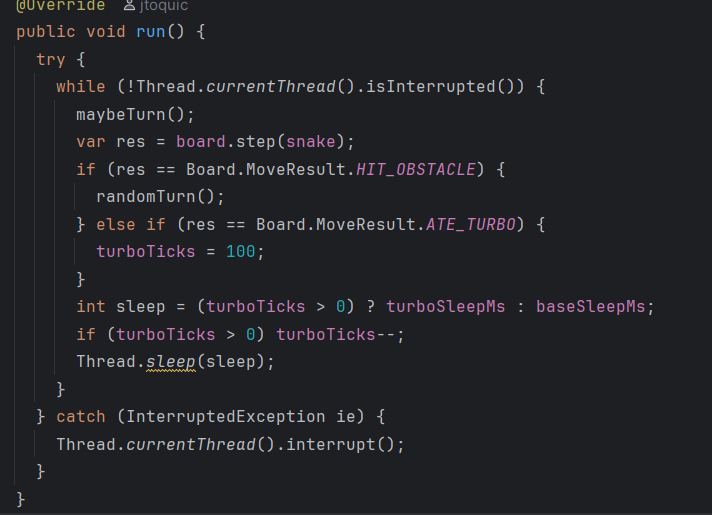 @Override jtoquic
public void run() {
try {
while (!Thread.currentThread().isInterrupted()) {
maybeTurn();
var res = board.step(snake);
if (res == Board.MoveResult.HIT_OBSTACLE) {
randomTurn();
} else if (res == Board.MoveResult.ATE_TURBO) {
turboTicks = 100;
}
int sleep = (turboTicks > 0) ? turboSleepMs : baseSleepMs;
if (turboTicks > 0) turboTicks--;
Thread.sleep(sleep);
}
} catch (InterruptedException ie) {
Thread.currentThread().interrupt();
}
}